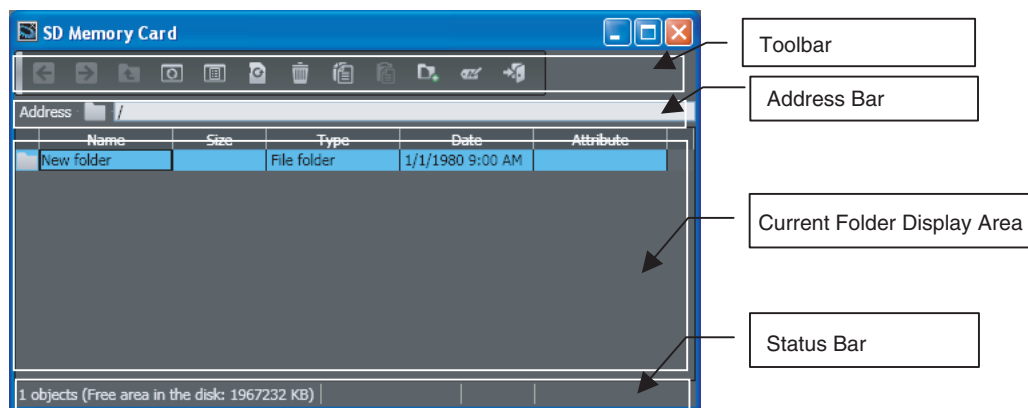 SD Memory Card
Toolbar
Address /
Address Bar
Name Size Type Date Attribute
New folder File folder 1/1/1980 9:00 AM
Current Folder Display Area
Status Bar
1 objects (Free area in the disk: 1967232 KB)